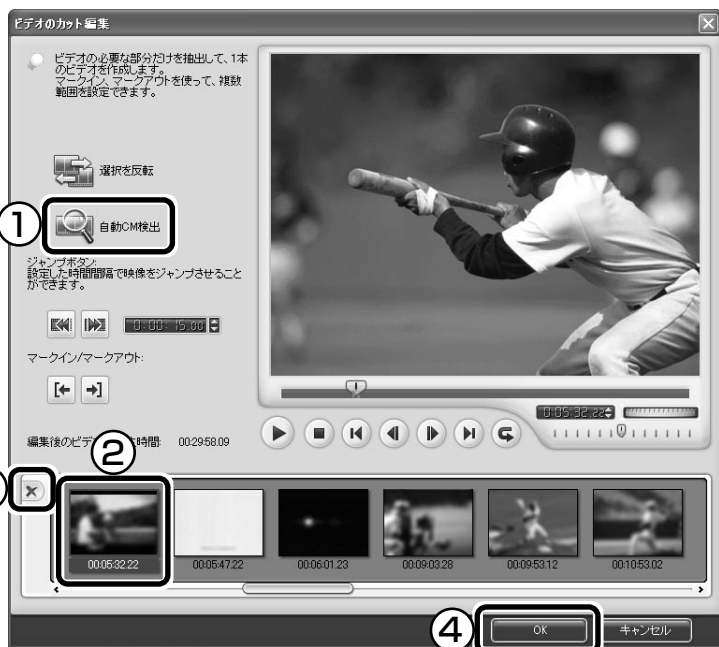 ビデオのカット編集
ビデオの必要な部分だけを抽出して、1本
のビデオを作成します。
マークイン、マークアウトを使って、複数
範囲を設定できます。
選択を反転
①
自動CM検出
ジャンプボタン:
設定した時間間隔で映像をジャンプさせること
ができます。
0:00:15.00
マークイン/マークアウト:
0:05:32.22
編集後のビデオ
時間: 00:29:58.09
②
00:05:32.22
00:05:47.22
00:06:01.23
00:09:03.28
00:09:53.12
00:10:53.02
④
OK
キャンセル